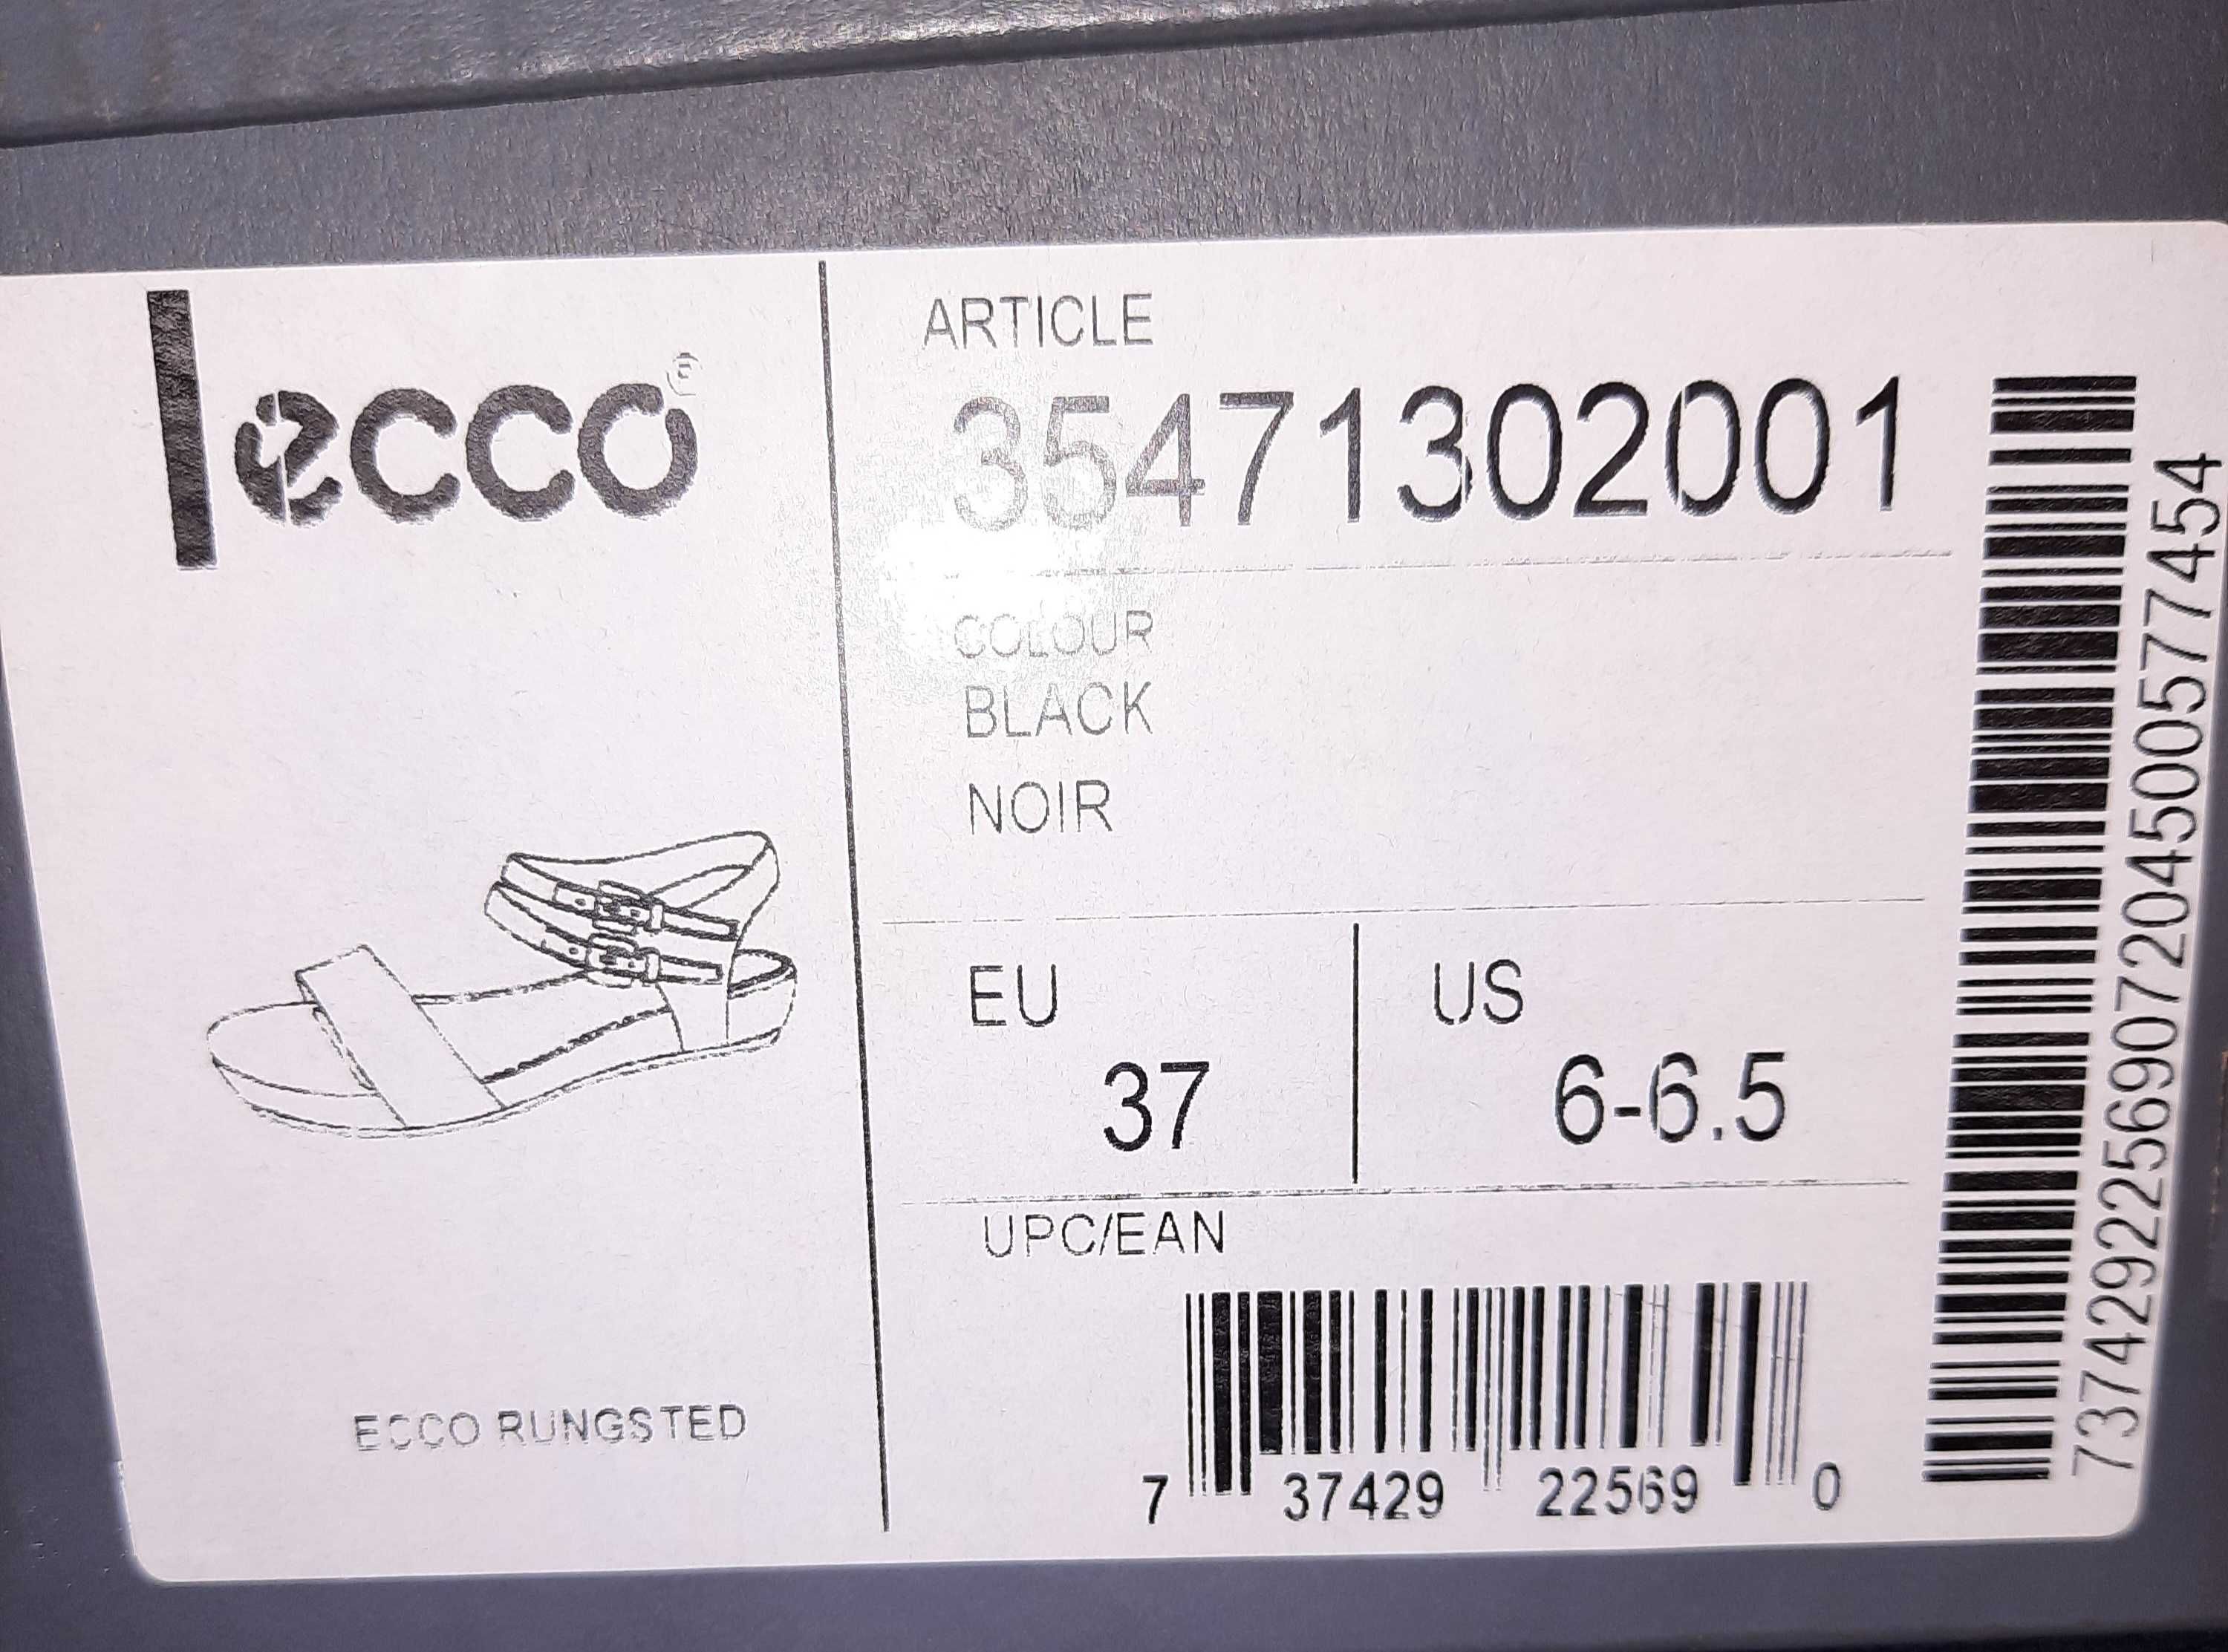 ecco
ARTICLE
35471302001
COLOUR
BLACK
NOIR
EU
37
US
6-6.5
UPC/EAN
7 37429 22569 0
ECCO RUNGSTED
7374292256907204500577454